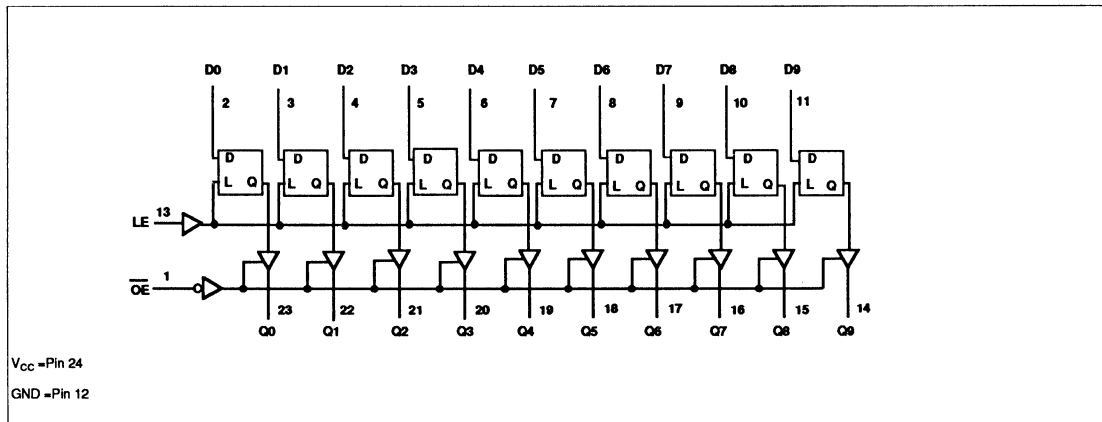 D0 D1 D2 D3 D4 D5 D6 D7 D8 D9
2 3 4 5 6 7 8 9 10 11
D D D D D D D D D D
L Q L Q L Q L Q L Q L Q L Q L Q L Q L Q
LE 13
OE 1
23 22 21 20 19 18 17 16 15 14
Q0 Q1 Q2 Q3 Q4 Q5 Q6 Q7 Q8 Q9
VCC =Pin 24
GND =Pin 12